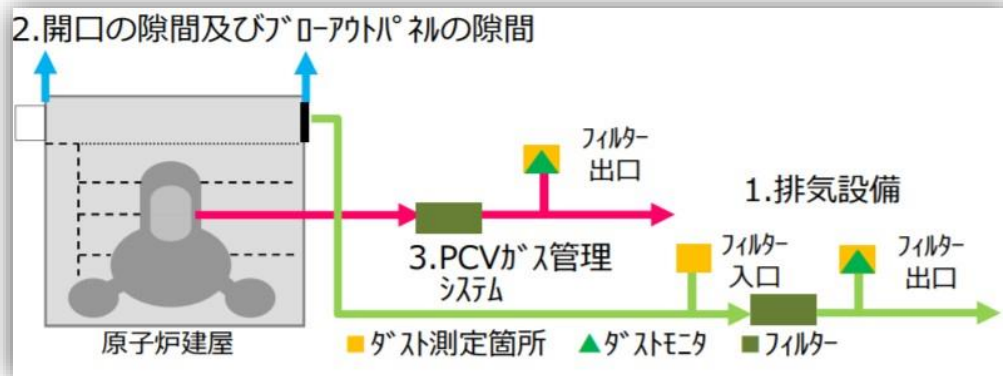 2.開口の隙間及びﾌﾞﾛｰｱｳﾄﾊﾟﾈﾙの隙間
ﾌｨﾙﾀｰ
出口
1.排気設備
3.PCVｶﾞｽ管理
ｼｽﾃﾑ
ﾌｨﾙﾀｰ
入口
ﾌｨﾙﾀｰ
出口
原子炉建屋
■ﾀﾞｽﾄ測定箇所 ▲ﾀﾞｽﾄﾓﾆﾀ ■ﾌｨﾙﾀｰ